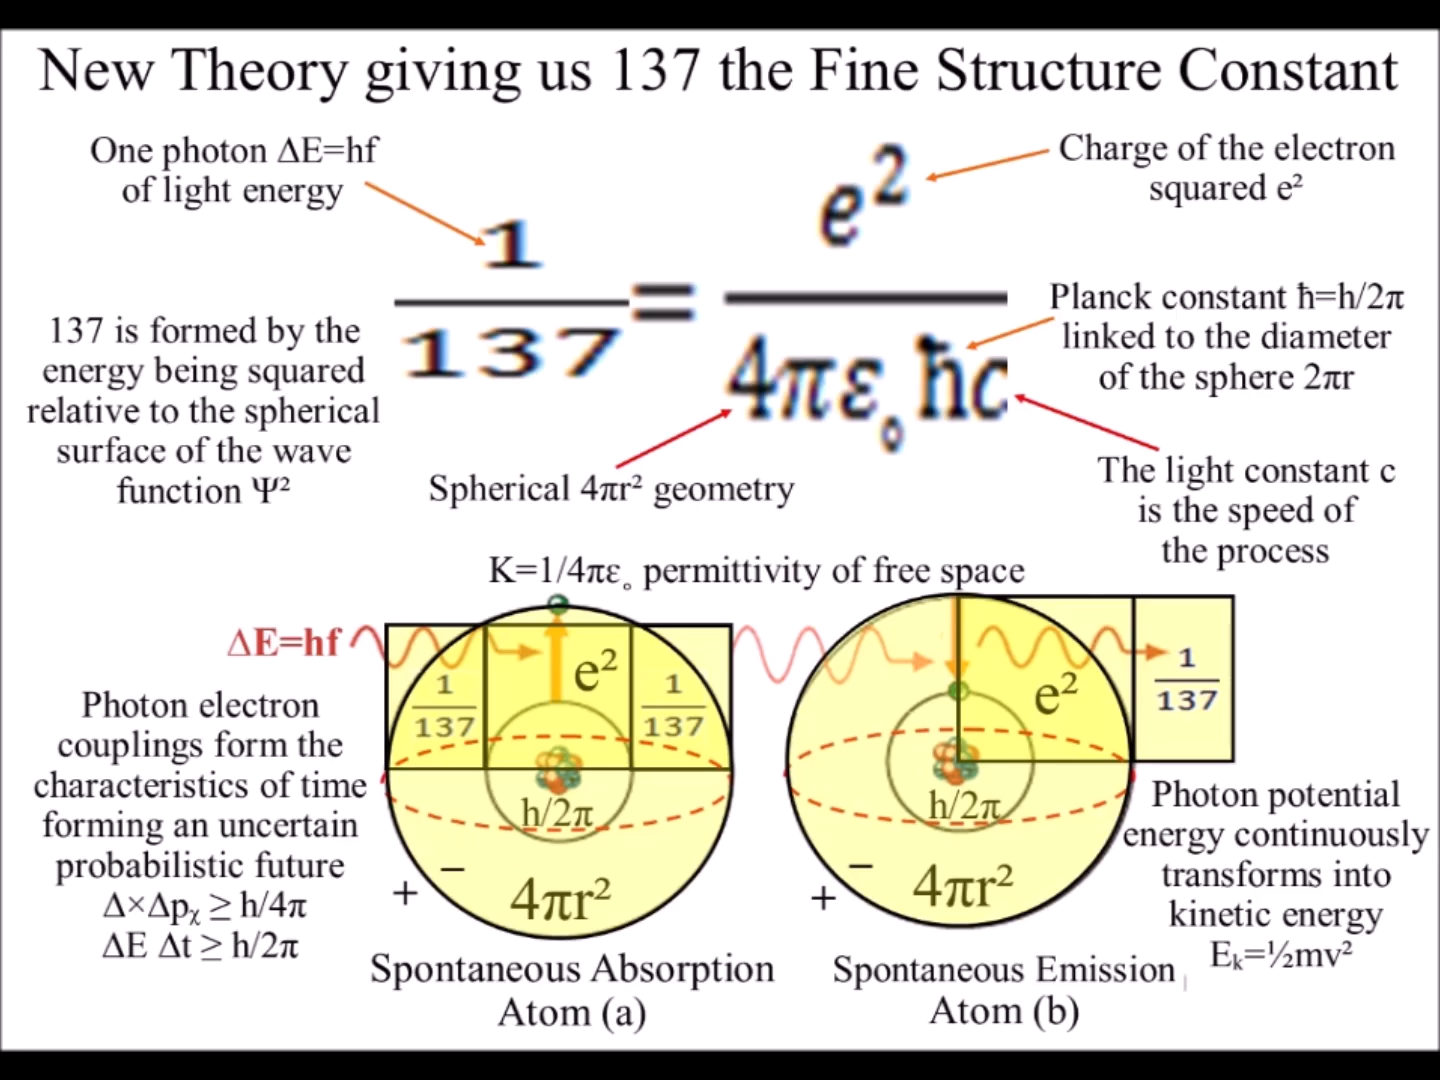 New Theory giving us 137 the Fine Structure Constant
One photon ΔE=hf
of light energy
Charge of the electron
squared e²
1
137
=
e²
4πε₀ħc
Planck constant ħ=h/2π
linked to the diameter
of the sphere 2πr
137 is formed by the
energy being squared
relative to the spherical
surface of the wave
function Ψ²
Spherical 4πr² geometry
The light constant c
is the speed of
the process
K=1/4πε₀ permittivity of free space
ΔE=hf
1
137
e²
1
137
h/2π
4πr²
− +
e²
1
137
h/2π
4πr²
− +
Photon electron
couplings form the
characteristics of time
forming an uncertain
probabilistic future
Δ×Δpᵪ ≥ h/4π
ΔE Δt ≥ h/2π
Photon potential
energy continuously
transforms into
kinetic energy
Eₖ=½mv²
Spontaneous Absorption
Atom (a)
Spontaneous Emission
Atom (b)